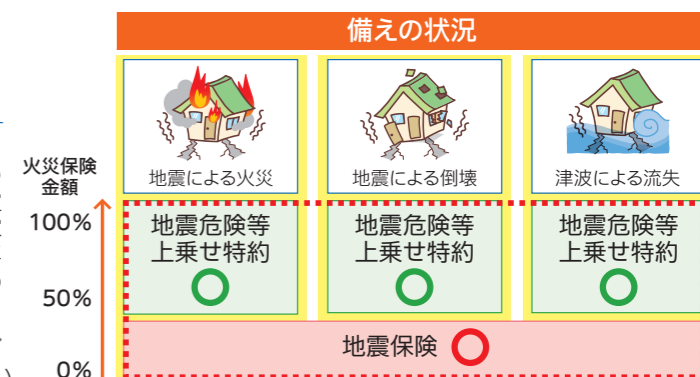 備えの状況
地震による火災
地震による倒壊
津波による流失
火災保険
金額
100%
50%
0%
地震危険等
上乗せ特約
地震危険等
上乗せ特約
地震危険等
上乗せ特約
地震保険